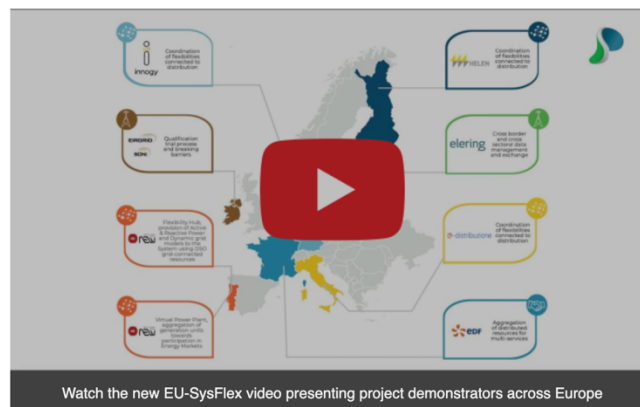 innogy
Coordination
of flexibilities
connected to
distribution
HELEN
Coordination
of flexibilities
connected to
distribution
EIRGRID
SONI
Qualification
trial process
and breaking
barriers
elering
Cross border
and cross
sectoral data
management
and exchange
Flexibility Hub,
provision of Active
& Reactive Power
and Dynamic grid
models to the
System using DSO
grid connected
resources
e-distribuzione
Coordination
of flexibilities
connected to
distribution
Virtual Power Plant,
aggregation of
generation units
towards
participation in
Energy Markets
edf
Aggregation
of distributed
resources for
multi-services
Watch the new EU-SysFlex video presenting project demonstrators across Europe